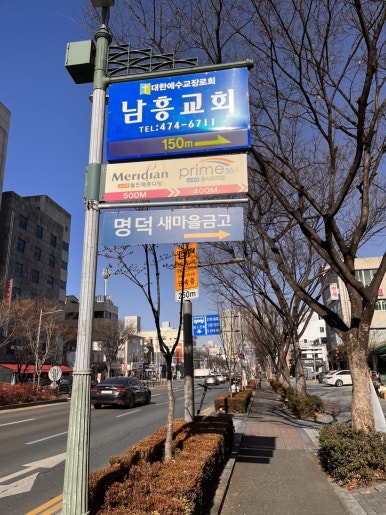 대한예수교장로회
남흥교회
TEL:474-6711
150m
Meridian
500M
prime
400M
명덕 새마을금고
250m